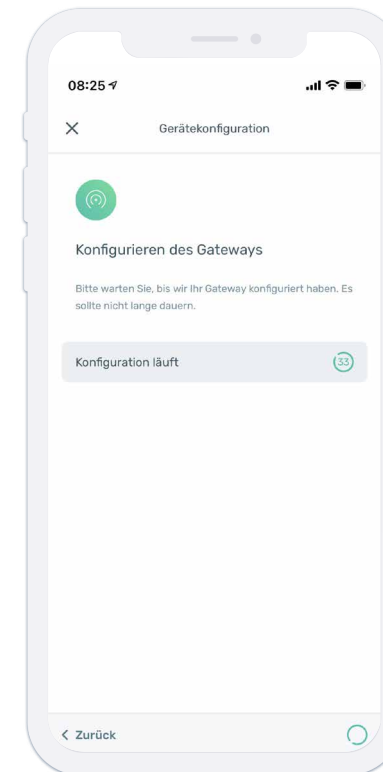 08:25
Gerätekonfiguration
Konfigurieren des Gateways
Bitte warten Sie, bis wir Ihr Gateway konfiguriert haben. Es
sollte nicht lange dauern.
Konfiguration läuft 33
Zurück